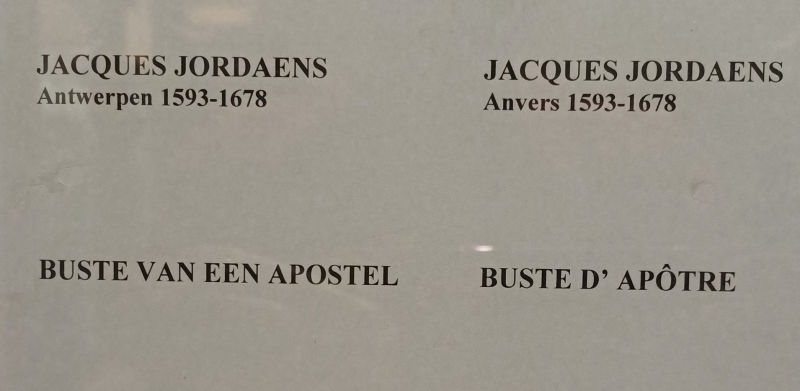 JACQUES JORDAENS
Antwerpen 1593-1678
BUSTE VAN EEN APOSTEL
JACQUES JORDAENS
Anvers 1593-1678
BUSTE D’ APÔTRE